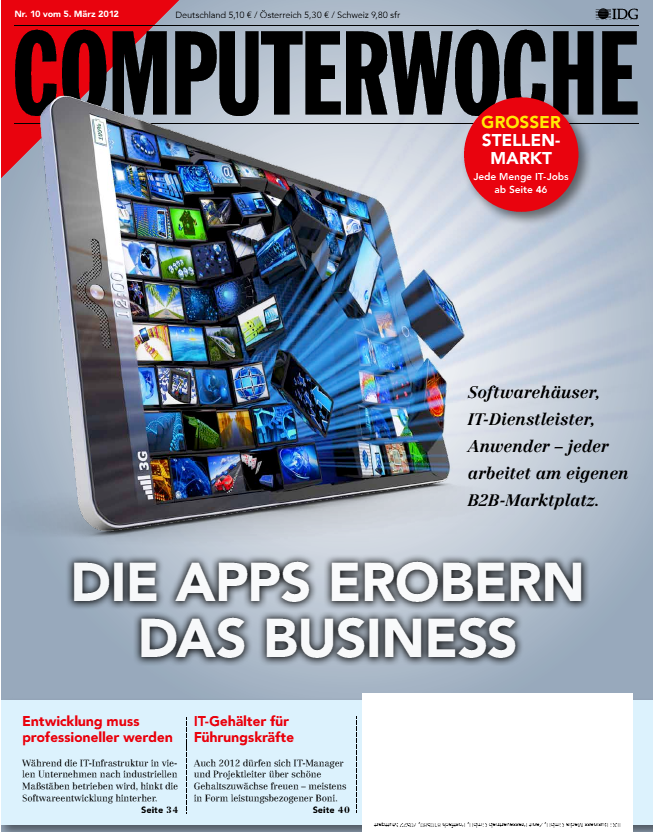 Nr. 10 vom 5. März 2012
Deutschland 5,10 € / Österreich 5,30 € / Schweiz 9,80 sfr
IDG
COMPUTERWOCHE
GROSSER
STELLEN-
MARKT
Jede Menge IT-Jobs
ab Seite 46
12:00
3G
Softwarehäuser,
IT-Dienstleister,
Anwender – jeder
arbeitet am eigenen
B2B-Marktplatz.
DIE APPS EROBERN
DAS BUSINESS
Entwicklung muss
professioneller werden
Während die IT-Infrastruktur in vie-
len Unternehmen nach industriellen
Maßstäben betrieben wird, hinkt die
Softwareentwicklung hinterher.
Seite 34
IT-Gehälter für
Führungskräfte
Auch 2012 dürfen sich IT-Manager
und Projektleiter über schöne
Gehaltszuwächse freuen – meistens
in Form leistungsbezogener Boni.
Seite 40